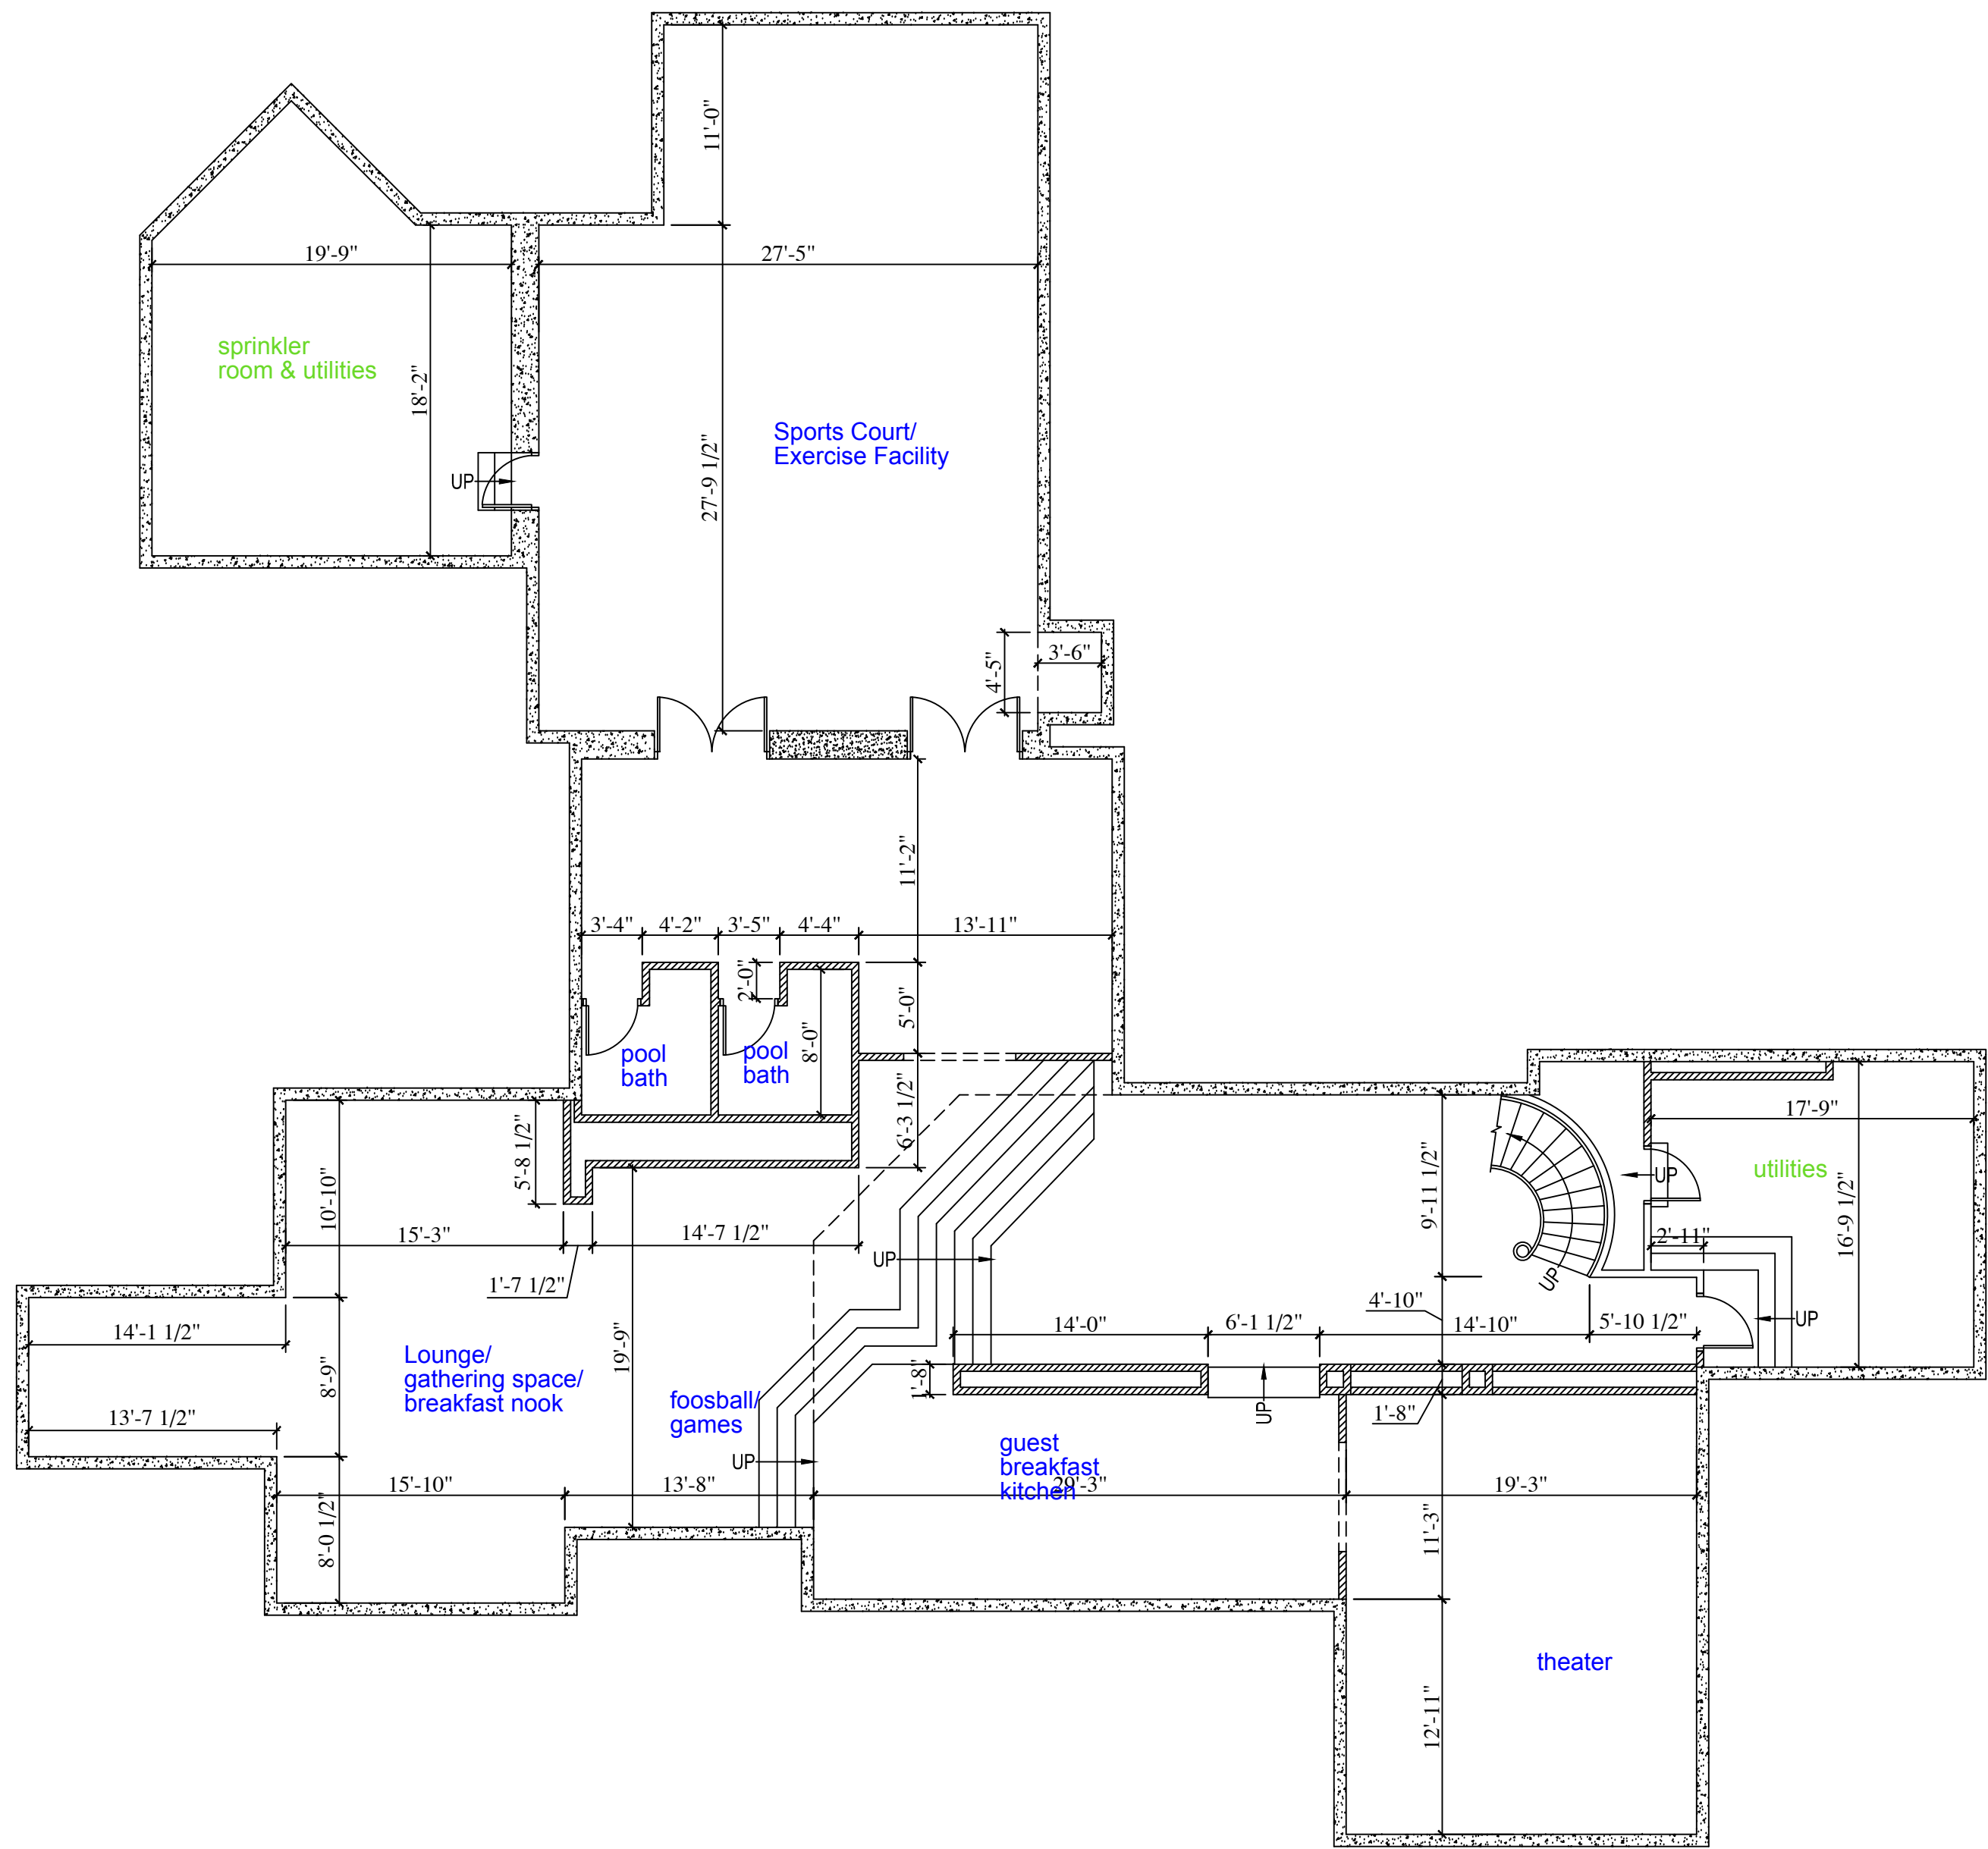 11'-0"
19'-9"
27'-5"
sprinkler
room & utilities
18'-2"
Sports Court/
Exercise Facility
27'-9 1/2"
UP
4'-5"
3'-6"
11'-2"
3'-4"
4'-2"
3'-5"
4'-4"
13'-11"
2'-0"
5'-0"
8'-0"
pool
bath
pool
bath
6'-3 1/2"
5'-8 1/2"
10'-10"
15'-3"
14'-7 1/2"
1'-7 1/2"
UP
9'-11 1/2"
UP
UP
17'-9"
utilities
16'-9 1/2"
2'-11"
UP
4'-10"
14'-0"
6'-1 1/2"
14'-10"
5'-10 1/2"
14'-1 1/2"
8'-9"
13'-7 1/2"
Lounge/
gathering space/
breakfast nook
19'-9"
foosball/
games
1'-8"
UP
1'-8"
guest
breakfast
kitchen
UP
15'-10"
13'-8"
29'-3"
19'-3"
8'-0 1/2"
11'-3"
theater
12'-11"